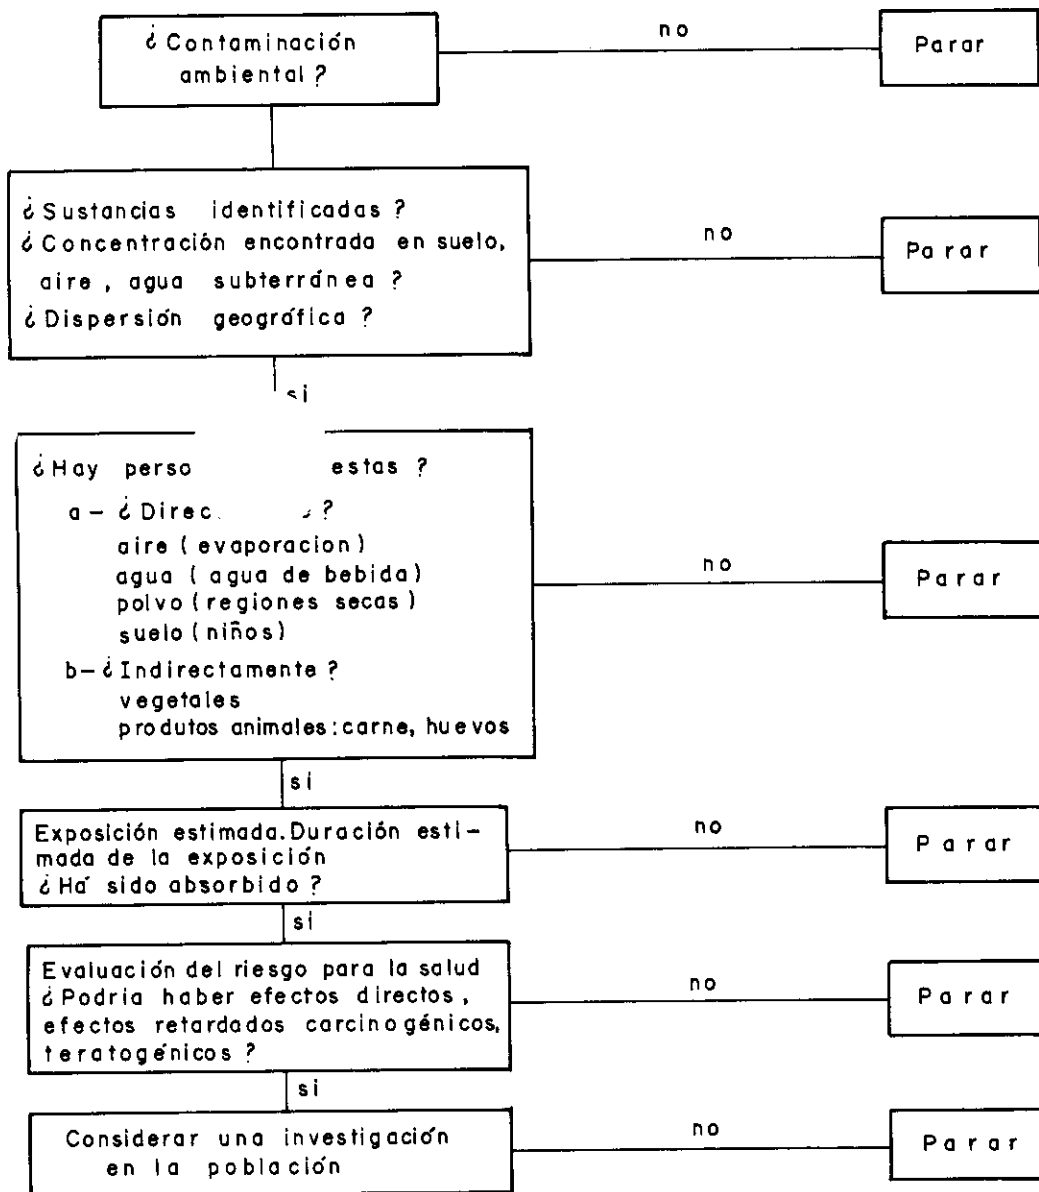 ¿Contaminación
ambiental?
no
Parar
¿Sustancias identificadas?
¿Concentración encontrada en suelo,
aire, agua subterránea?
¿Dispersión geográfica?
no
Parar
si
¿Hay estas?
a- ¿ ?
aire (evaporacion)
agua (agua de bebida)
polvo (regiones secas)
suelo (niños)
b- ¿Indirectamente?
vegetales
produtos animales: carne, huevos
no
Parar
si
Exposición estimada. Duración esti-
mada de la exposición
¿Há sido absorbido?
no
Parar
si
Evaluación del riesgo para la salud
¿Podria haber efectos directos,
efectos retardados carcinogénicos,
teratogénicos?
no
Parar
si
Considerar una investigación
en la población
no
Parar